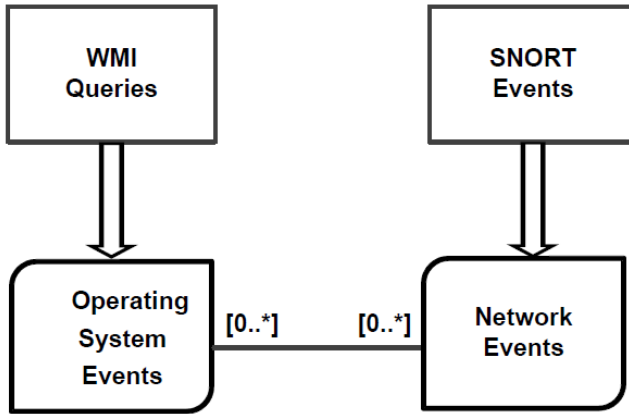 WMI
Queries
SNORT
Events
Operating
System
Events
[0..*]
[0..*]
Network
Events